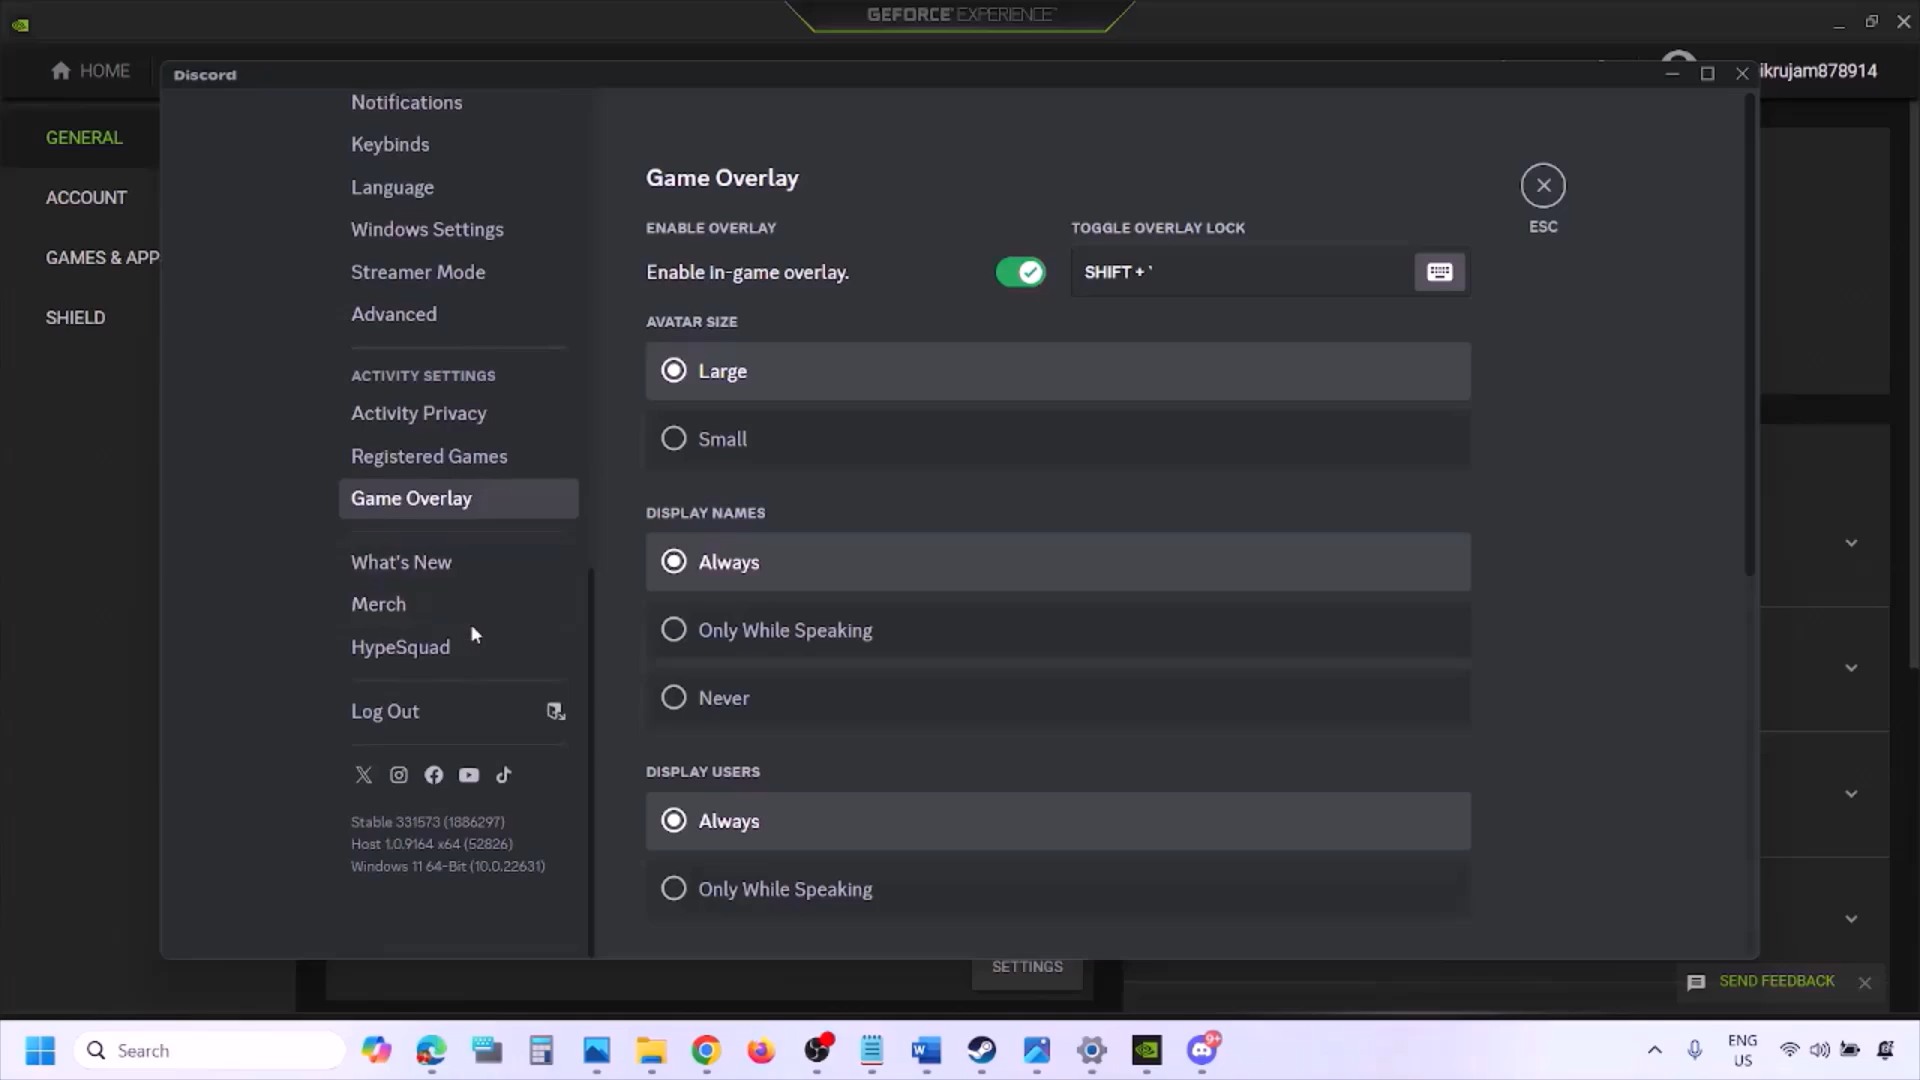 GEFORCE EXPERIENCE
HOME
ikrujam878914
GENERAL
ACCOUNT
GAMES & APP
SHIELD
Discord
Notifications
Keybinds
Language
Windows Settings
Streamer Mode
Advanced
ACTIVITY SETTINGS
Activity Privacy
Registered Games
Game Overlay
What's New
Merch
HypeSquad
Log Out
Stable 331573 (1886297)
Host 1.0.9164 x64 (52826)
Windows 11 64-Bit (10.0.22631)
Game Overlay
ESC
ENABLE OVERLAY
Enable in-game overlay.
TOGGLE OVERLAY LOCK
SHIFT + `
AVATAR SIZE
Large
Small
DISPLAY NAMES
Always
Only While Speaking
Never
DISPLAY USERS
Always
Only While Speaking
SETTINGS
SEND FEEDBACK
Search
9+
ENG
US